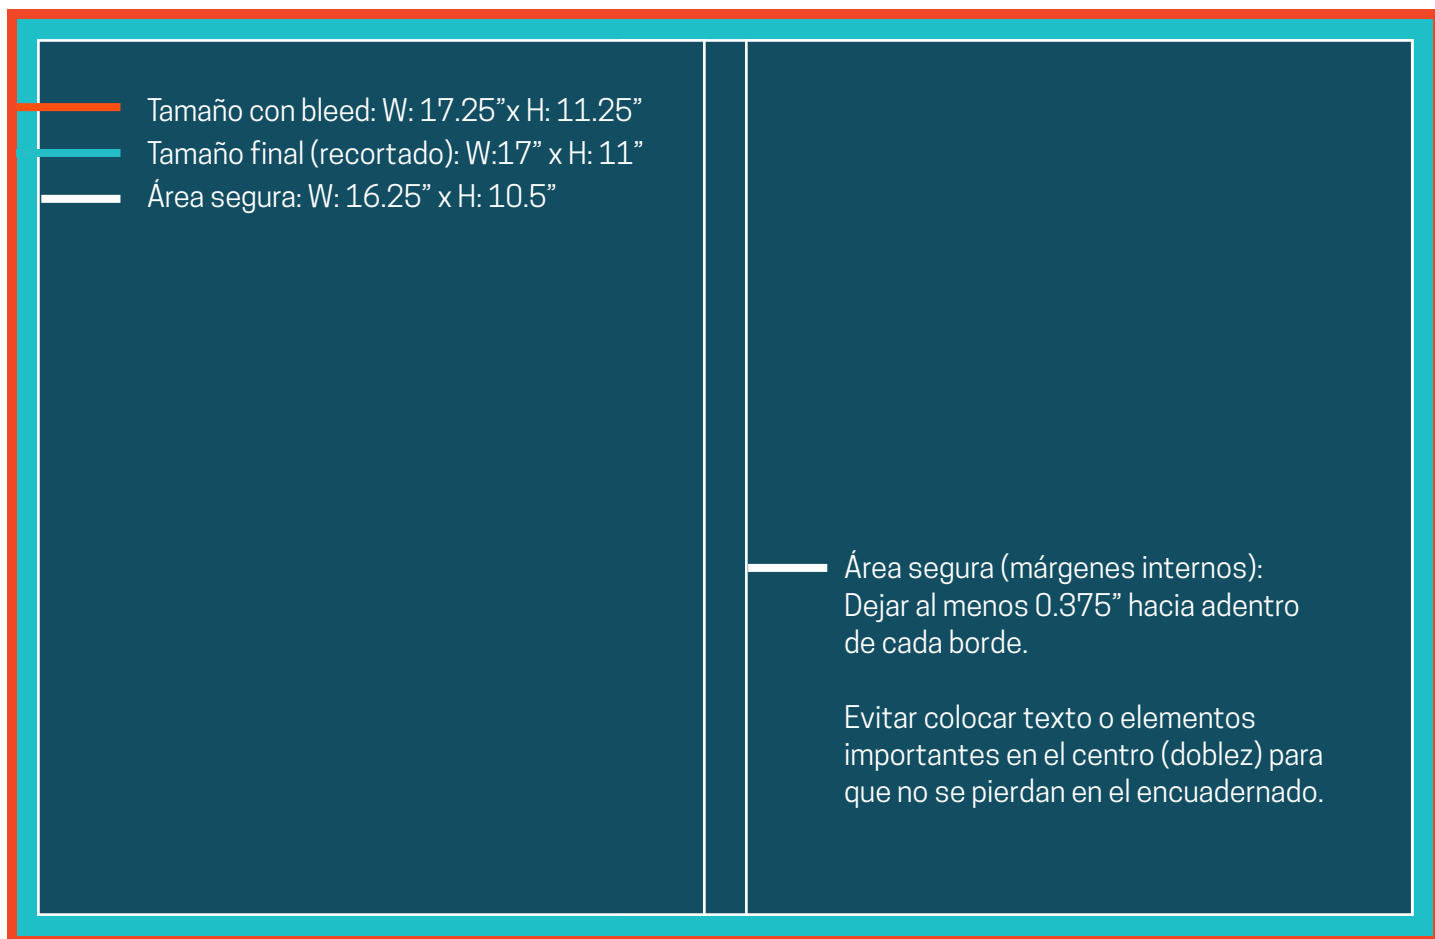 Tamaño con bleed: W: 17.25”x H: 11.25”
Tamaño final (recortado): W:17” x H: 11”
Área segura: W: 16.25” x H: 10.5”
Área segura (márgenes internos):
Dejar al menos 0.375” hacia adentro
de cada borde.
Evitar colocar texto o elementos
importantes en el centro (doblez) para
que no se pierdan en el encuadernado.